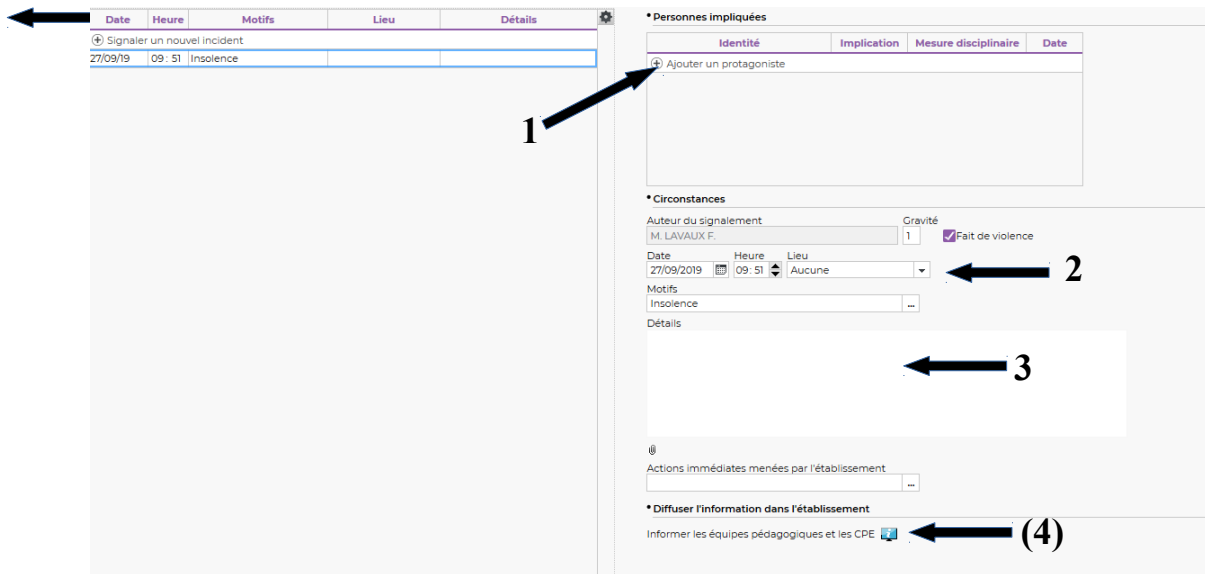 Date Heure Motifs Lieu Détails
Signaler un nouvel incident
27/09/19 09: 51 Insolence
• Personnes impliquées
Identité Implication Mesure disciplinaire Date
Ajouter un protagoniste
1
• Circonstances
Auteur du signalement Gravité
M. LAVAUX F. 1 Fait de violence
Date Heure Lieu
27/09/2019 09: 51 Aucune
2
Motifs
Insolence ...
Détails
3
Actions immédiates menées par l'établissement
...
• Diffuser l'information dans l'établissement
Informer les équipes pédagogiques et les CPE
(4)